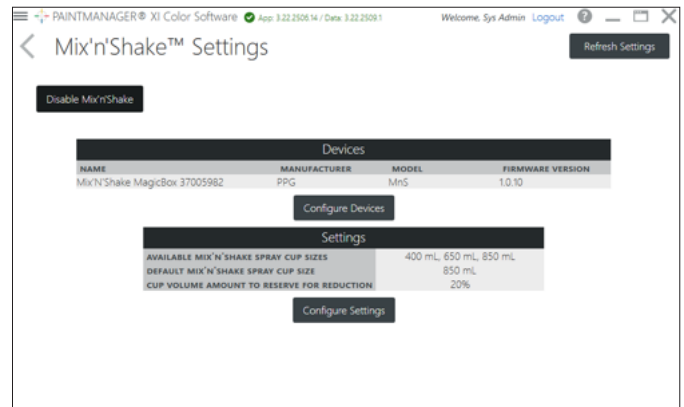 PAINTMANAGER® XI Color Software App: 3.22.2506.14 / Data: 3.22.2509.1 Welcome, Sys Admin Logout ?
Mix'n'Shake™ Settings Refresh Settings
Disable Mix'n'Shake
Devices
NAME MANUFACTURER MODEL FIRMWARE VERSION
Mix'N'Shake MagicBox 37005982 PPG MnS 1.0.10
Configure Devices
Settings
AVAILABLE MIX'N'SHAKE SPRAY CUP SIZES 400 mL, 650 mL, 850 mL
DEFAULT MIX'N'SHAKE SPRAY CUP SIZE 850 mL
CUP VOLUME AMOUNT TO RESERVE FOR REDUCTION 20%
Configure Settings